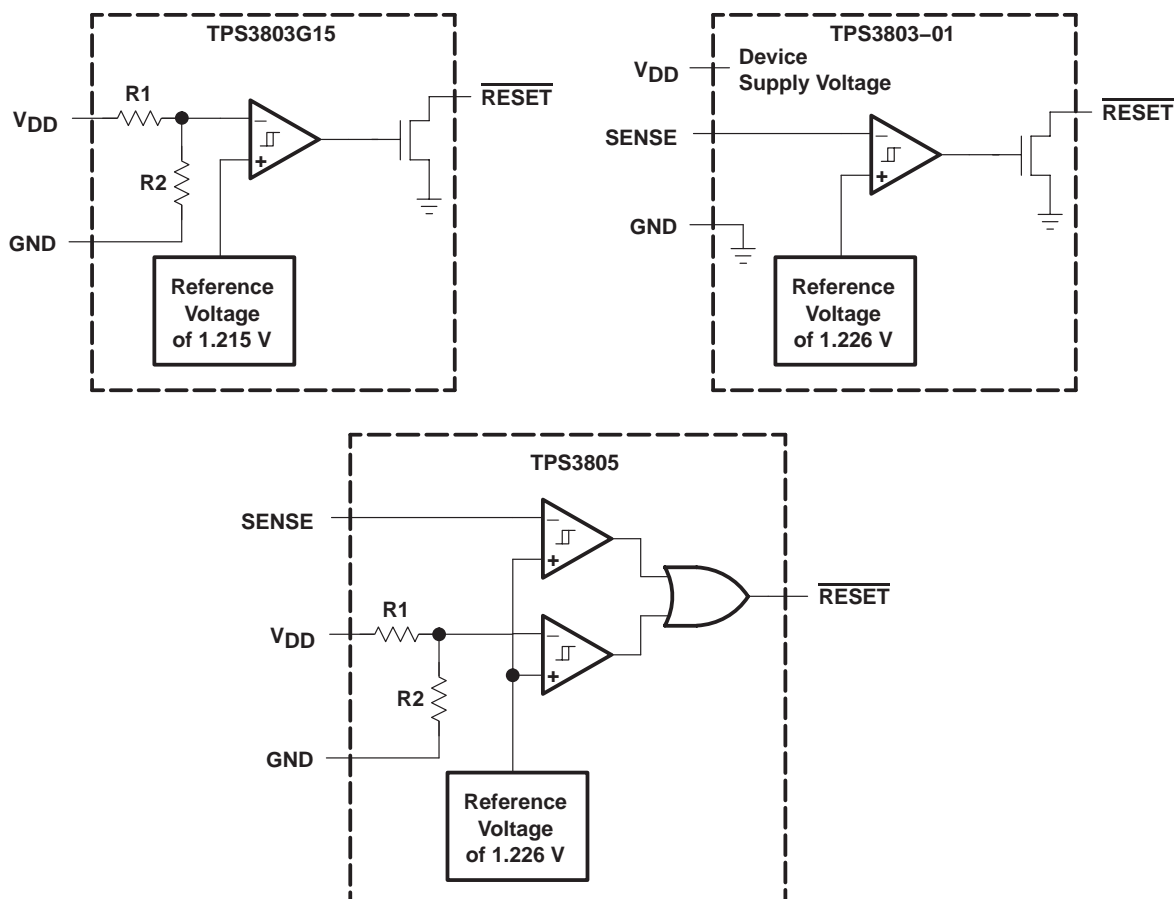 TPS3803G15
RESET
R1
VDD
–
+
R2
GND
Reference
Voltage
of 1.215 V
TPS3803–01
VDD
Device
Supply Voltage
RESET
SENSE
–
+
GND
Reference
Voltage
of 1.226 V
TPS3805
SENSE
–
+
RESET
R1
VDD
–
+
R2
GND
Reference
Voltage
of 1.226 V